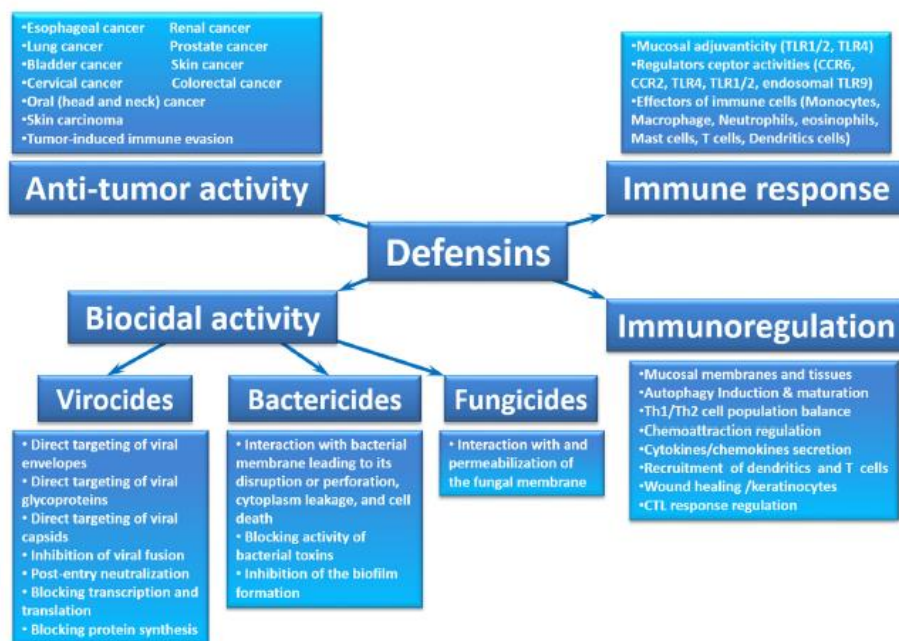 •Esophageal cancer Renal cancer
•Lung cancer Prostate cancer
•Bladder cancer Skin cancer
•Cervical cancer Colorectal cancer
•Oral (head and neck) cancer
•Skin carcinoma
•Tumor-induced immune evasion
Anti-tumor activity
•Mucosal adjuvanticity (TLR1/2, TLR4)
•Regulators ceptor activities (CCR6,
CCR2, TLR4, TLR1/2, endosomal TLR9)
•Effectors of immune cells (Monocytes,
Macrophage, Neutrophils, eosinophils,
Mast cells, T cells, Dendritics cells)
Immune response
Defensins
Biocidal activity
Immunoregulation
•Mucosal membranes and tissues
•Autophagy Induction & maturation
•Th1/Th2 cell population balance
•Chemoattraction regulation
•Cytokines/chemokines secretion
•Recruitment of dendritics and T cells
•Wound healing /keratinocytes
•CTL response regulation
Virocides
• Direct targeting of viral
envelopes
• Direct targeting of viral
glycoproteins
• Direct targeting of viral
capsids
• Inhibition of viral fusion
• Post-entry neutralization
• Blocking transcription and
translation
• Blocking protein synthesis
Bactericides
• Interaction with bacterial
membrane leading to its
disruption or perforation,
cytoplasm leakage, and cell
death
• Blocking activity of
bacterial toxins
• Inhibition of the biofilm
formation
Fungicides
• Interaction with and
permeabilization of
the fungal membrane